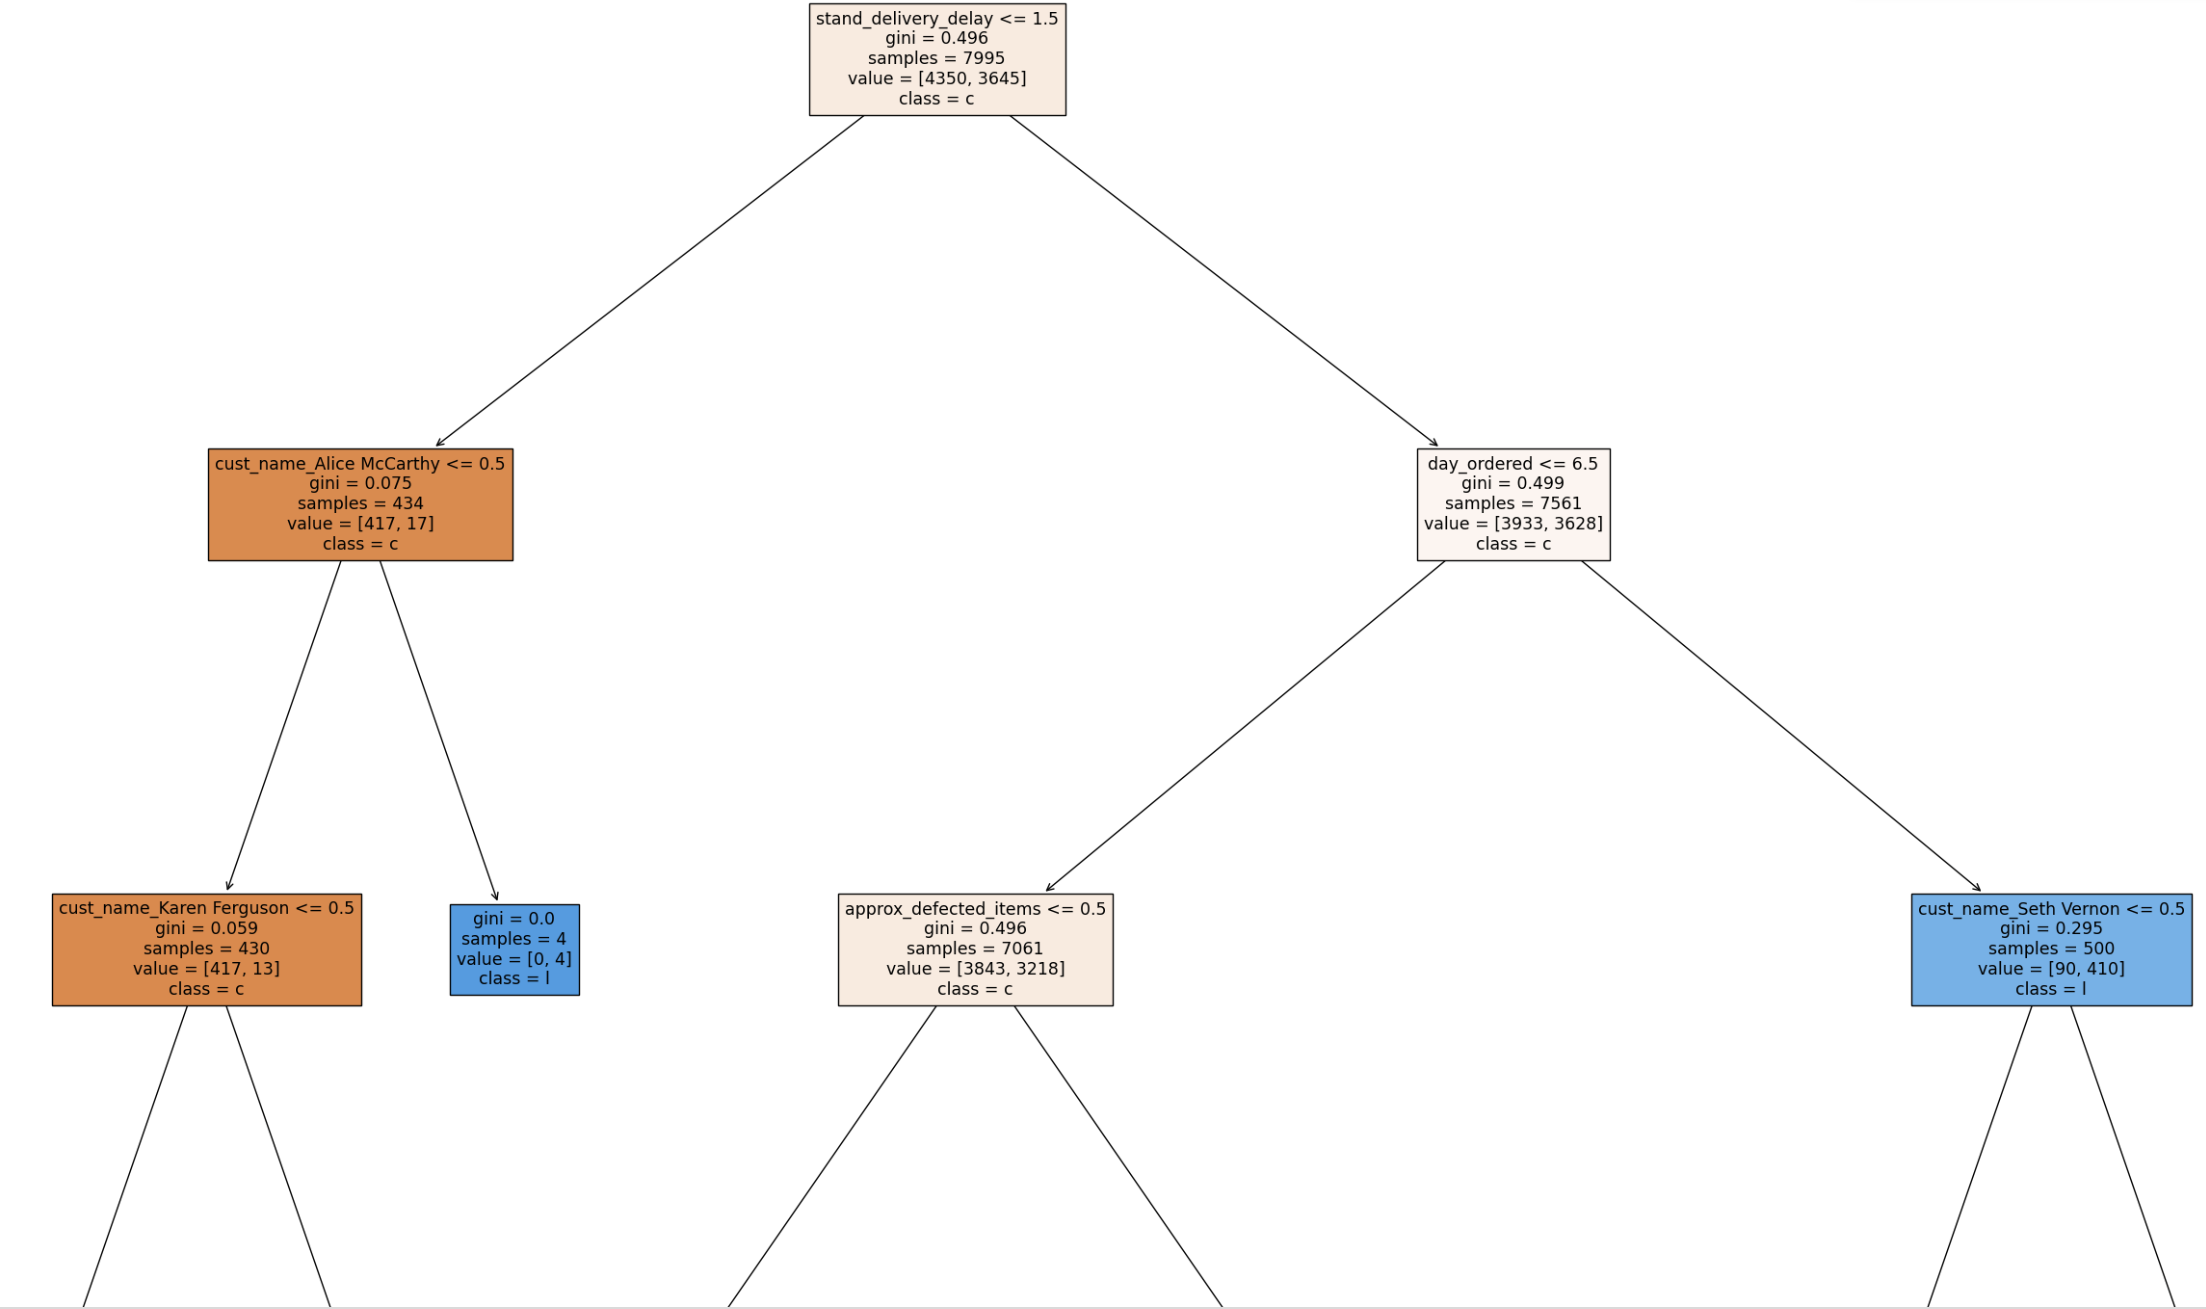 stand_delivery_delay <= 1.5
gini = 0.496
samples = 7995
value = [4350, 3645]
class = c
cust_name_Alice McCarthy <= 0.5
gini = 0.075
samples = 434
value = [417, 17]
class = c
day_ordered <= 6.5
gini = 0.499
samples = 7561
value = [3933, 3628]
class = c
cust_name_Karen Ferguson <= 0.5
gini = 0.059
samples = 430
value = [417, 13]
class = c
gini = 0.0
samples = 4
value = [0, 4]
class = l
approx_defected_items <= 0.5
gini = 0.496
samples = 7061
value = [3843, 3218]
class = c
cust_name_Seth Vernon <= 0.5
gini = 0.295
samples = 500
value = [90, 410]
class = l